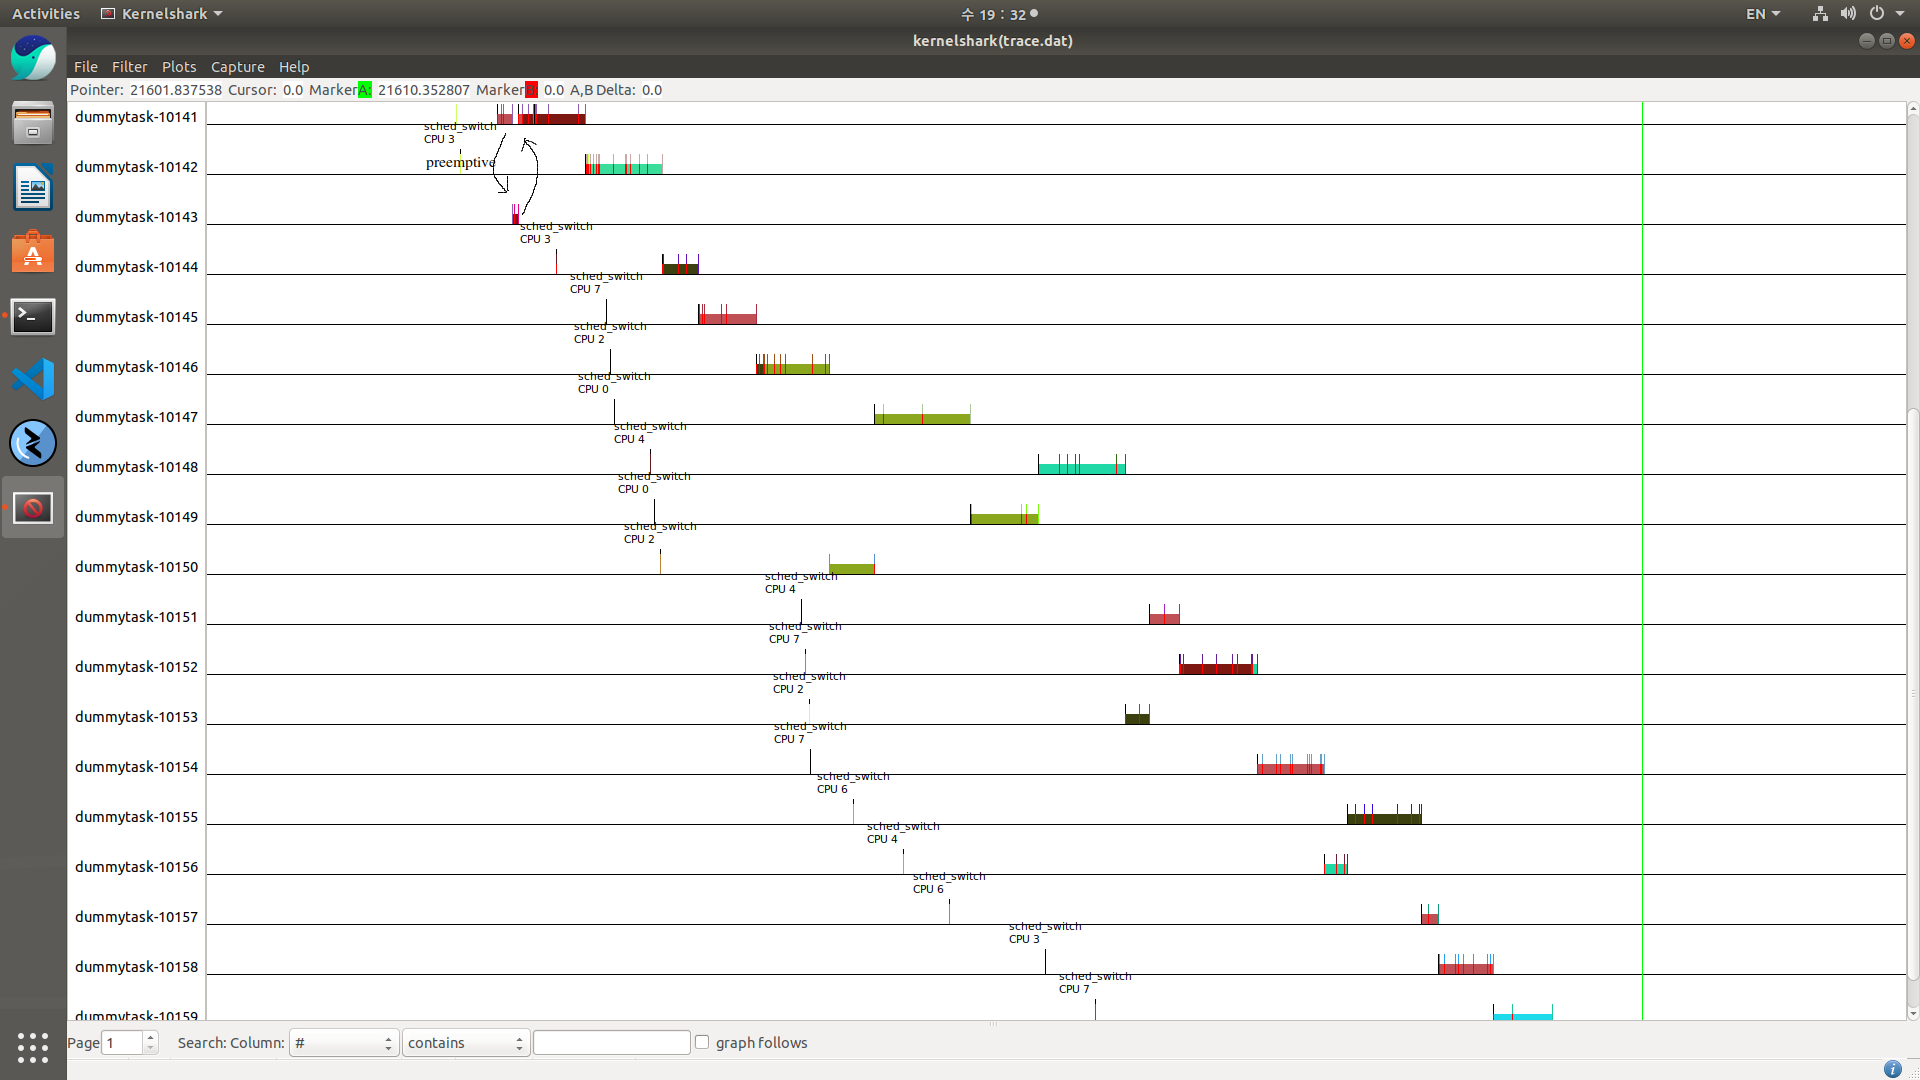 Activities Kernelshark 수 19 : 32 EN
kernelshark(trace.dat)
File Filter Plots Capture Help
Pointer: 21601.837538 Cursor: 0.0 Marker A: 21610.352807 Marker 0.0 A,B Delta: 0.0
dummytask-10141
sched_switch
CPU 3
preemptive
dummytask-10142
dummytask-10143
sched_switch
CPU 3
dummytask-10144
sched_switch
CPU 7
dummytask-10145
sched_switch
CPU 2
dummytask-10146
sched_switch
CPU 0
dummytask-10147
sched_switch
CPU 4
dummytask-10148
sched_switch
CPU 0
dummytask-10149
sched_switch
CPU 2
dummytask-10150
sched_switch
CPU 4
dummytask-10151
sched_switch
CPU 7
dummytask-10152
sched_switch
CPU 2
dummytask-10153
sched_switch
CPU 7
dummytask-10154
sched_switch
CPU 6
dummytask-10155
sched_switch
CPU 4
dummytask-10156
sched_switch
CPU 6
dummytask-10157
sched_switch
CPU 3
dummytask-10158
sched_switch
CPU 7
dummytask-10159
Page 1 Search: Column: # contains graph follows